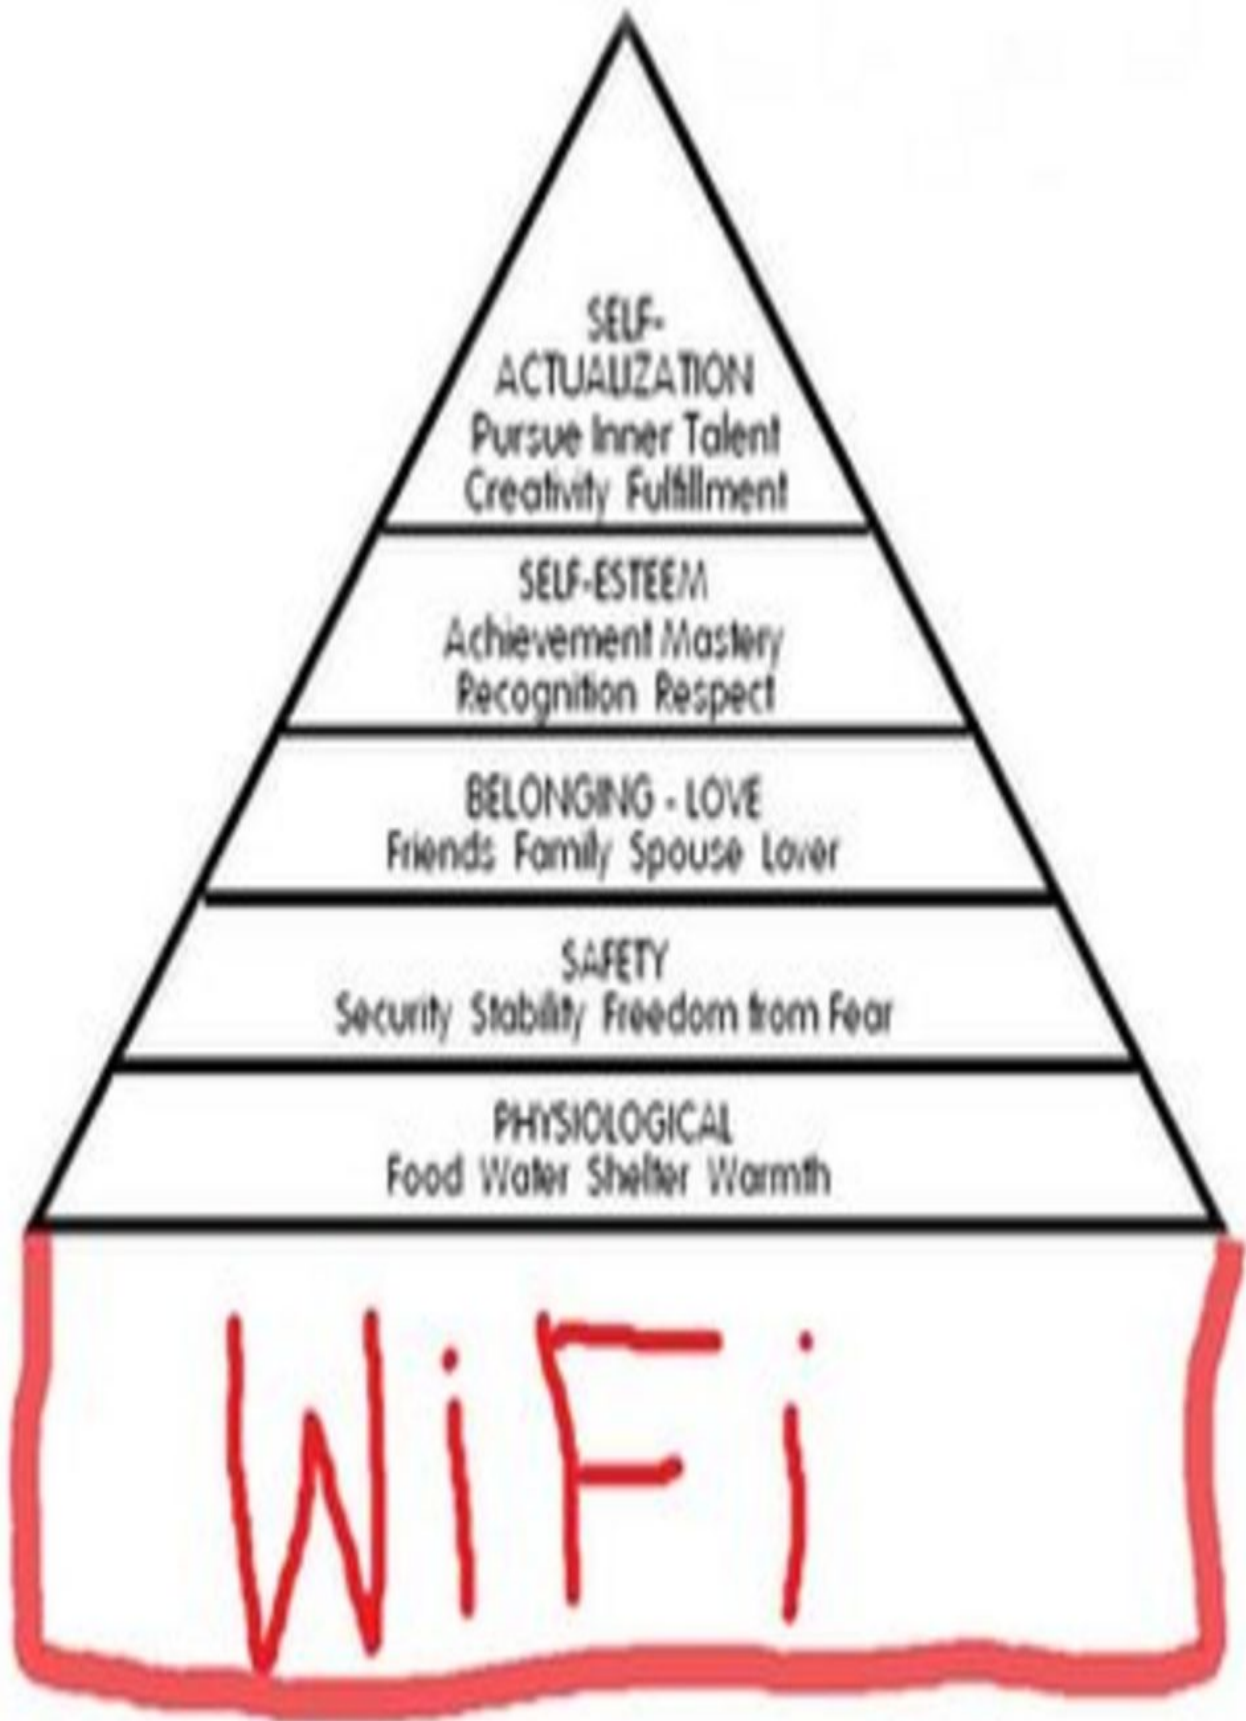 SELF-
ACTUALIZATION
Pursue Inner Talent
Creativity Fulfillment
SELF-ESTEEM
Achievement Mastery
Recognition Respect
BELONGING - LOVE
Friends Family Spouse Lover
SAFETY
Security Stability Freedom from Fear
PHYSIOLOGICAL
Food Water Shelter Warmth
WiFi